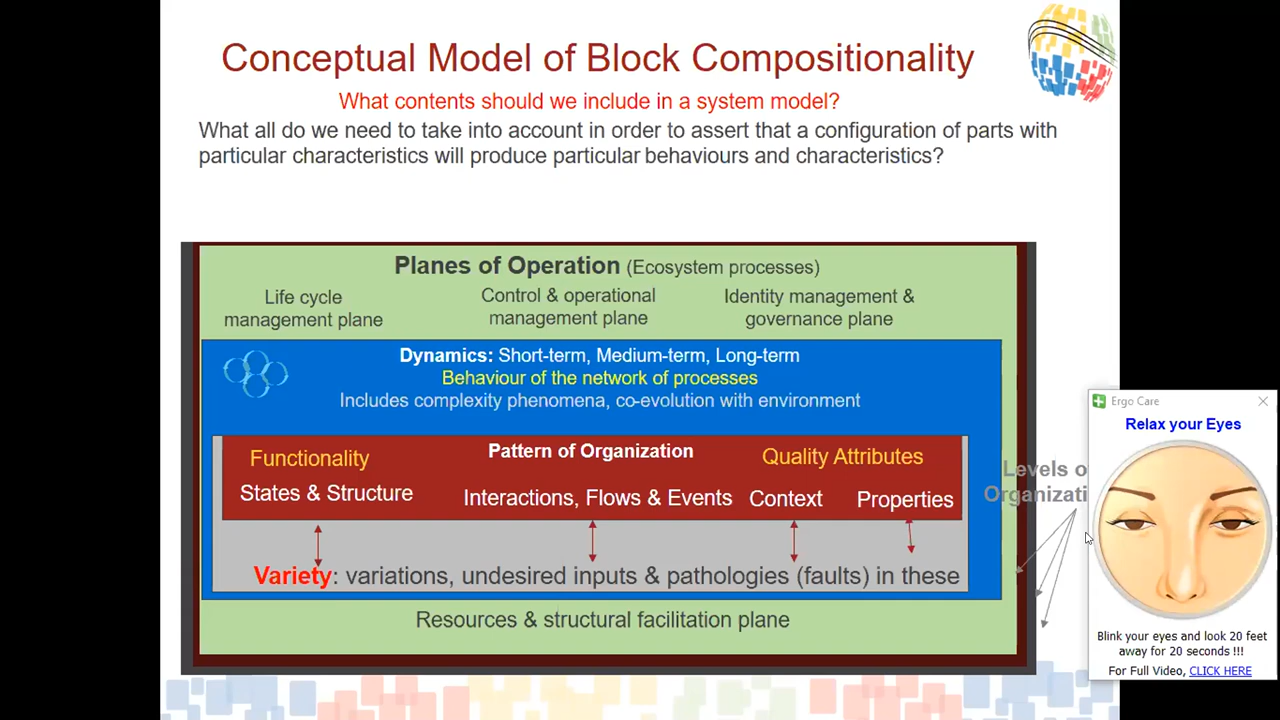 Conceptual Model of Block Compositionality
What contents should we include in a system model?
What all do we need to take into account in order to assert that a configuration of parts with
particular characteristics will produce particular behaviours and characteristics?
Planes of Operation (Ecosystem processes)
Life cycle
management plane
Control & operational
management plane
Identity management &
governance plane
Dynamics: Short-term, Medium-term, Long-term
Behaviour of the network of processes
Includes complexity phenomena, co-evolution with environment
Functionality
Pattern of Organization
Quality Attributes
States & Structure
Interactions, Flows & Events
Context
Properties
Variety: variations, undesired inputs & pathologies (faults) in these
Resources & structural facilitation plane
Levels o
Organizati
Ergo Care
Relax your Eyes
Blink your eyes and look 20 feet
away for 20 seconds !!!
For Full Video, CLICK HERE